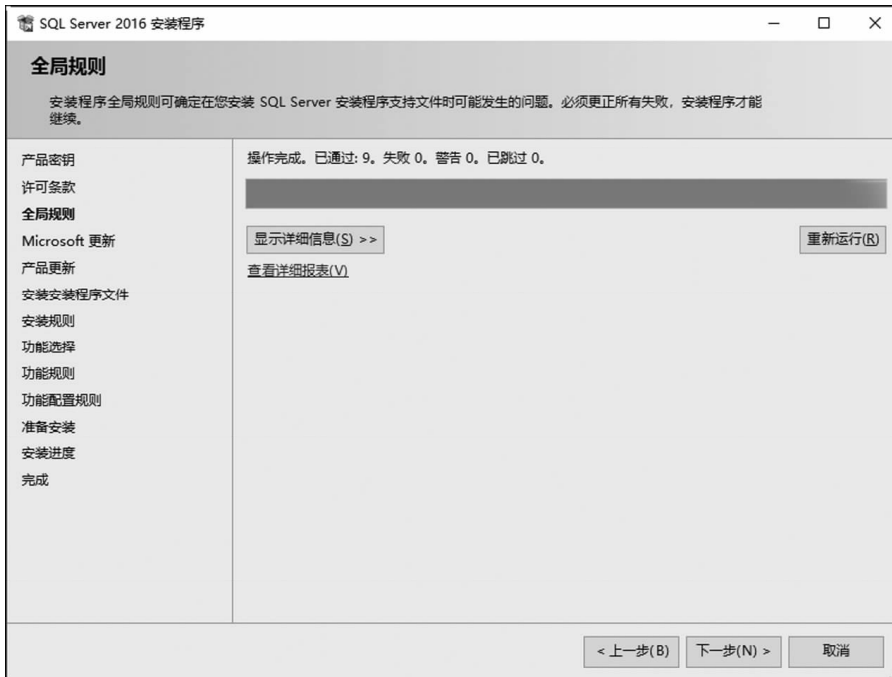 SQL Server 2016 安装程序
全局规则
安装程序全局规则可确定在您安装 SQL Server 安装程序支持文件时可能发生的问题。必须更正所有失败，安装程序才能
继续。
产品密钥
许可条款
全局规则
Microsoft 更新
产品更新
安装安装程序文件
安装规则
功能选择
功能规则
功能配置规则
准备安装
安装进度
完成
操作完成。已通过: 9。失败 0。警告 0。已跳过 0。
显示详细信息(S) >>
重新运行(R)
查看详细报表(V)
< 上一步(B)
下一步(N) >
取消